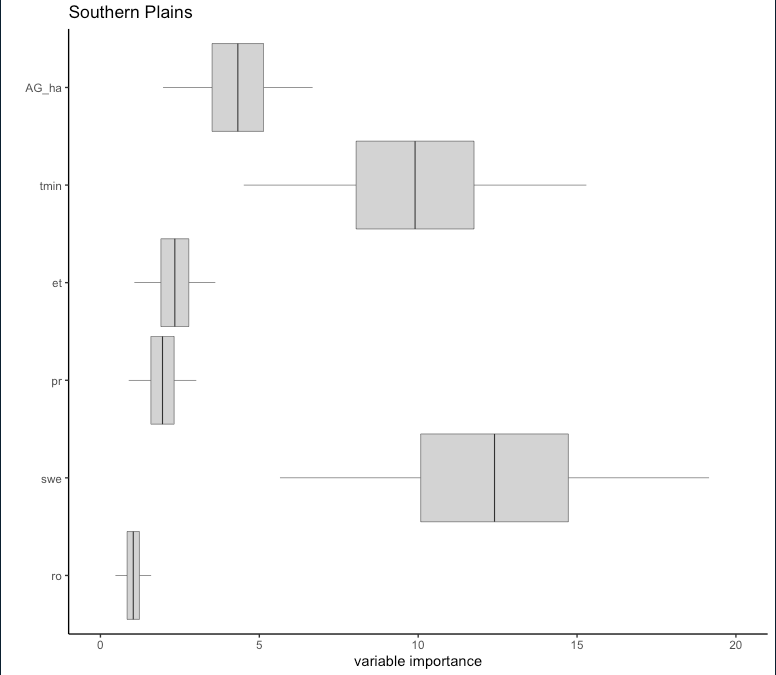 Southern Plains
AG_ha
tmin
et
pr
swe
ro
0 5 10 15 20
variable importance